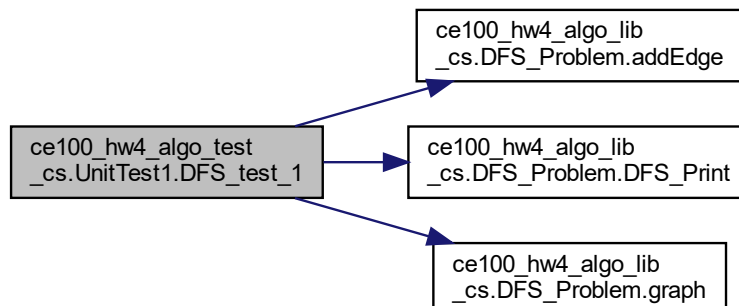 ce100_hw4_algo_lib
_cs.DFS_Problem.addEdge
ce100_hw4_algo_test
_cs.UnitTest1.DFS_test_1
ce100_hw4_algo_lib
_cs.DFS_Problem.DFS_Print
ce100_hw4_algo_lib
_cs.DFS_Problem.graph